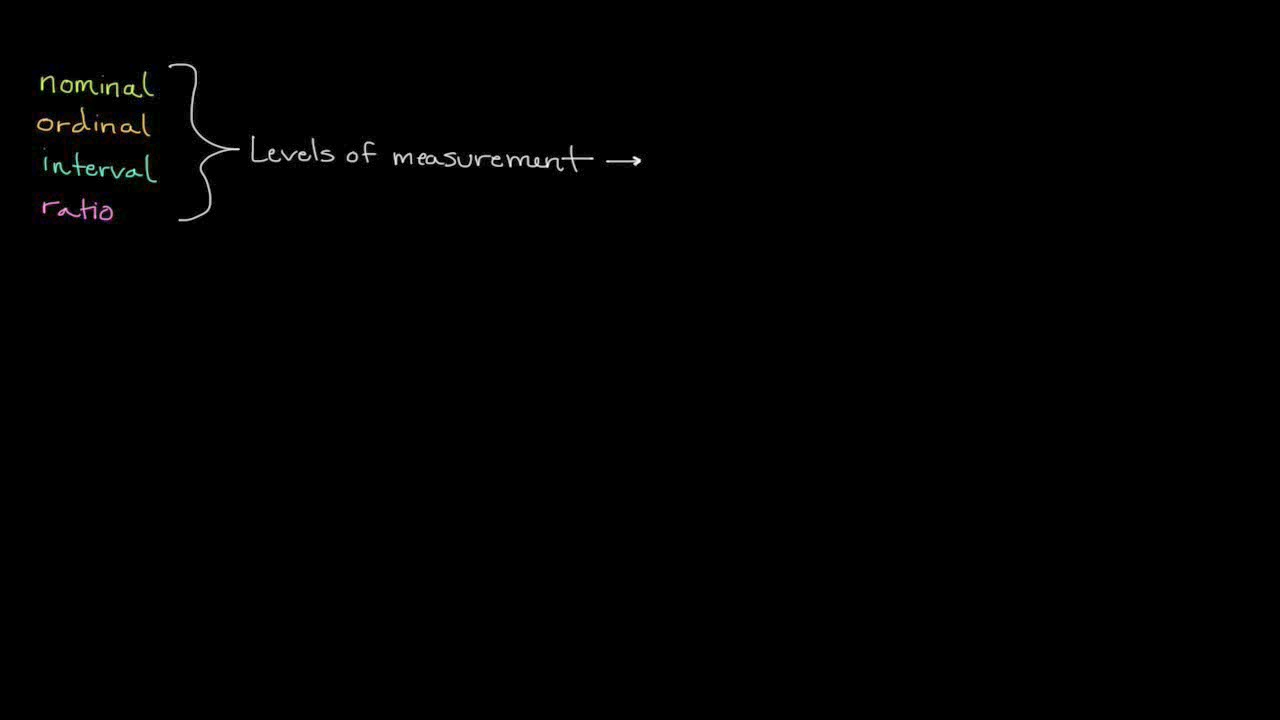 nominal
ordinal
interval
ratio
Levels of measurement →